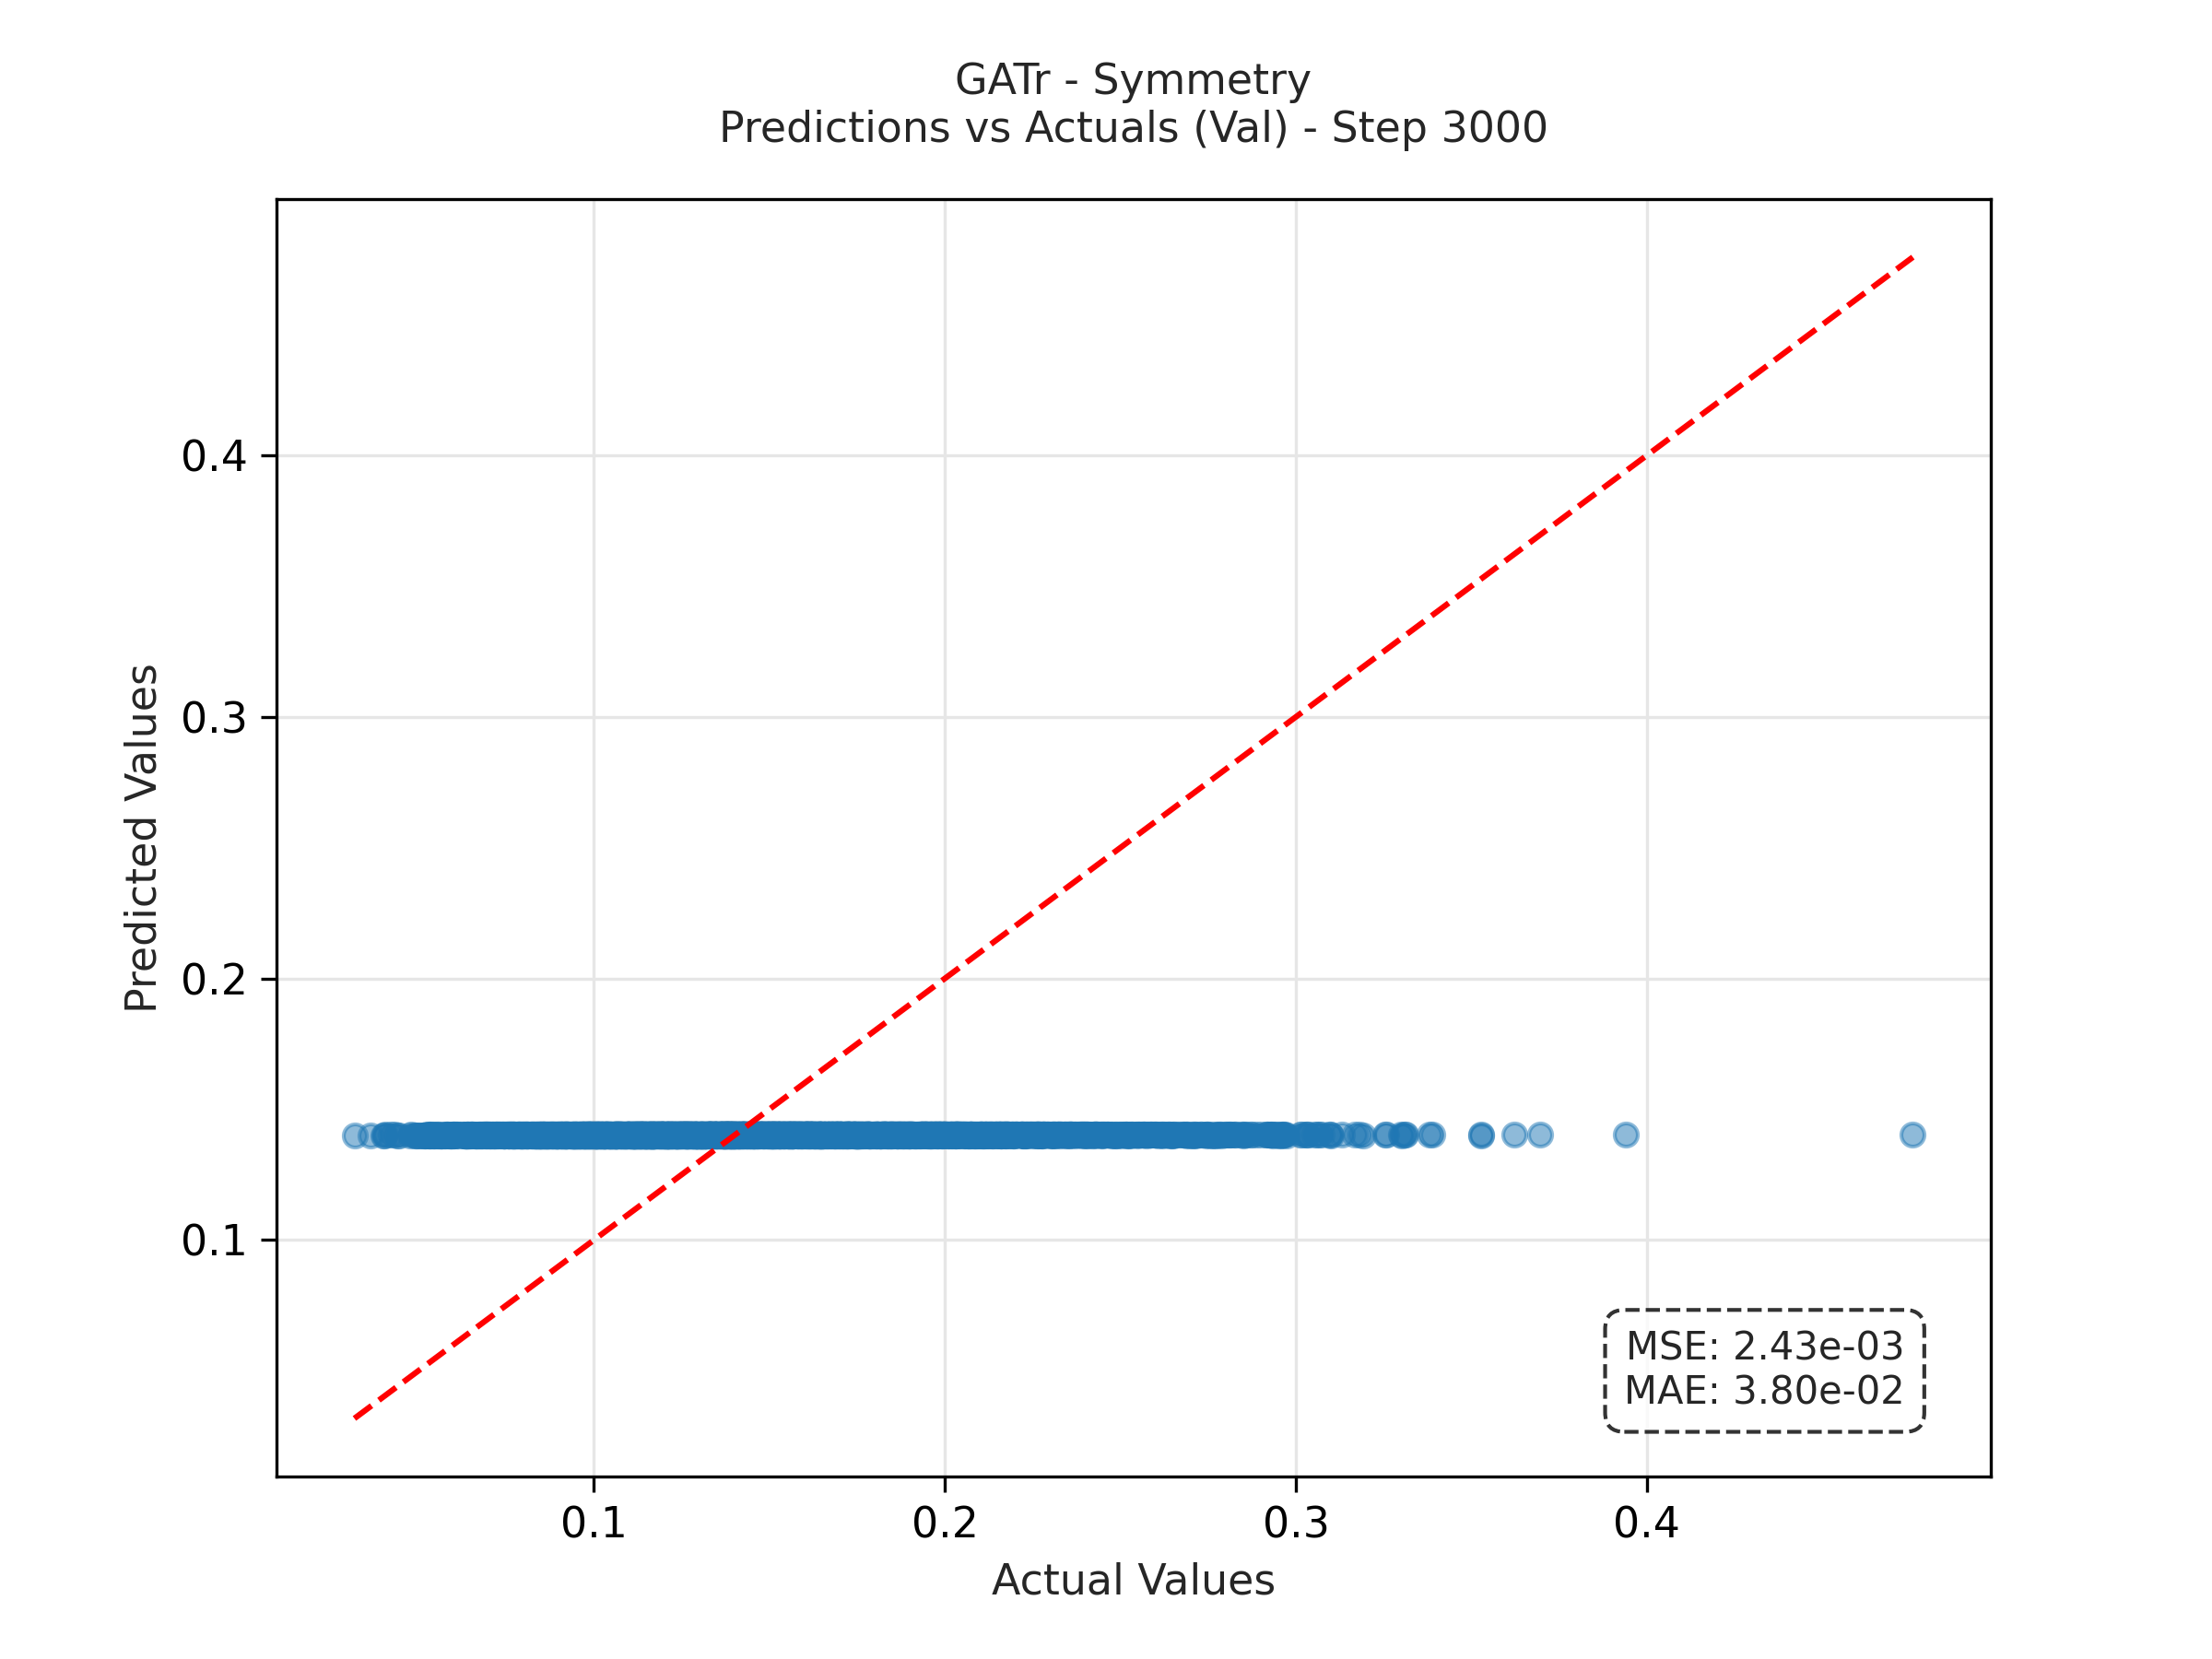 GATr - Symmetry
Predictions vs Actuals (Val) - Step 3000
Predicted Values
0.4
0.3
0.2
0.1
MSE: 2.43e-03
MAE: 3.80e-02
0.1
0.2
0.3
0.4
Actual Values